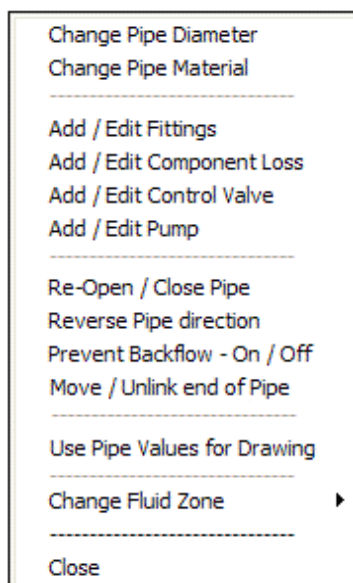 Change Pipe Diameter
Change Pipe Material
------------------------------
Add / Edit Fittings
Add / Edit Component Loss
Add / Edit Control Valve
Add / Edit Pump
------------------------------
Re-Open / Close Pipe
Reverse Pipe direction
Prevent Backflow - On / Off
Move / Unlink end of Pipe
------------------------------
Use Pipe Values for Drawing
------------------------------
Change Fluid Zone
------------------------------
Close